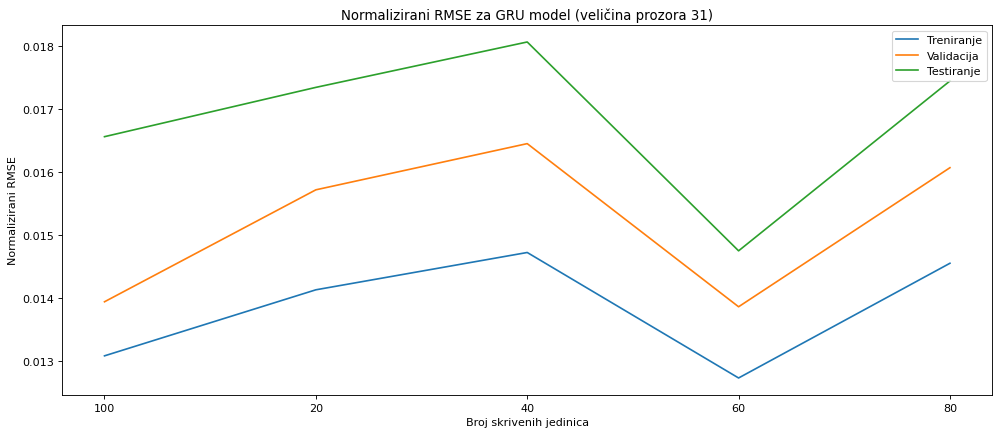 Normalizirani RMSE za GRU model (veličina prozora 31)
Treniranje
Validacija
Testiranje
Normalizirani RMSE
0.018
0.017
0.016
0.015
0.014
0.013
100 20 40 60 80
Broj skrivenih jedinica